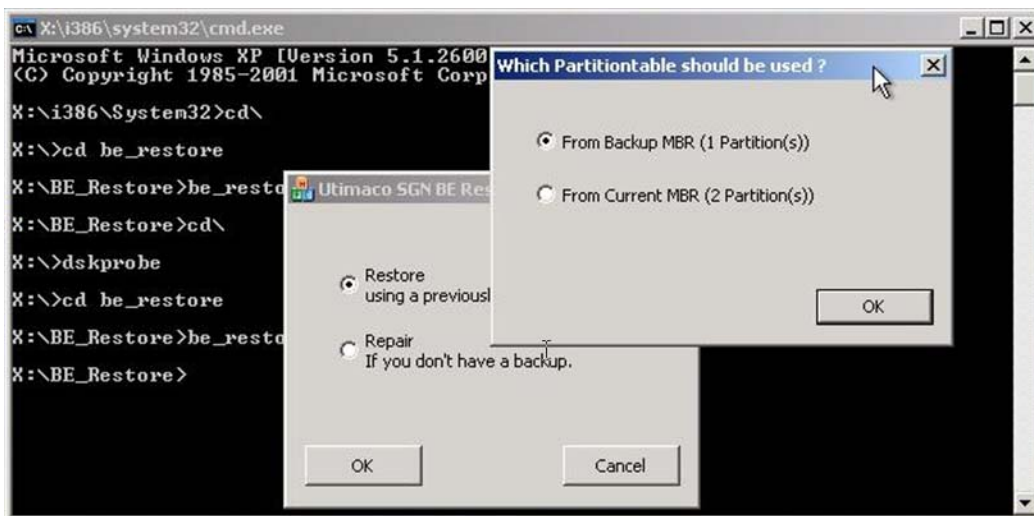 X:\i386\system32\cmd.exe
Microsoft Windows XP [Version 5.1.2600
(C) Copyright 1985-2001 Microsoft Corp
X:\i386\System32>cd\
X:\>cd be_restore
X:\BE_Restore>be_resto
X:\BE_Restore>cd\
X:\>dskprobe
X:\>cd be_restore
X:\BE_Restore>be_resto
X:\BE_Restore>
Utimaco SGN BE Res
Restore
using a previousl
Repair
If you don't have a backup.
OK
Cancel
Which Partitiontable should be used ?
From Backup MBR (1 Partition(s))
From Current MBR (2 Partition(s))
OK